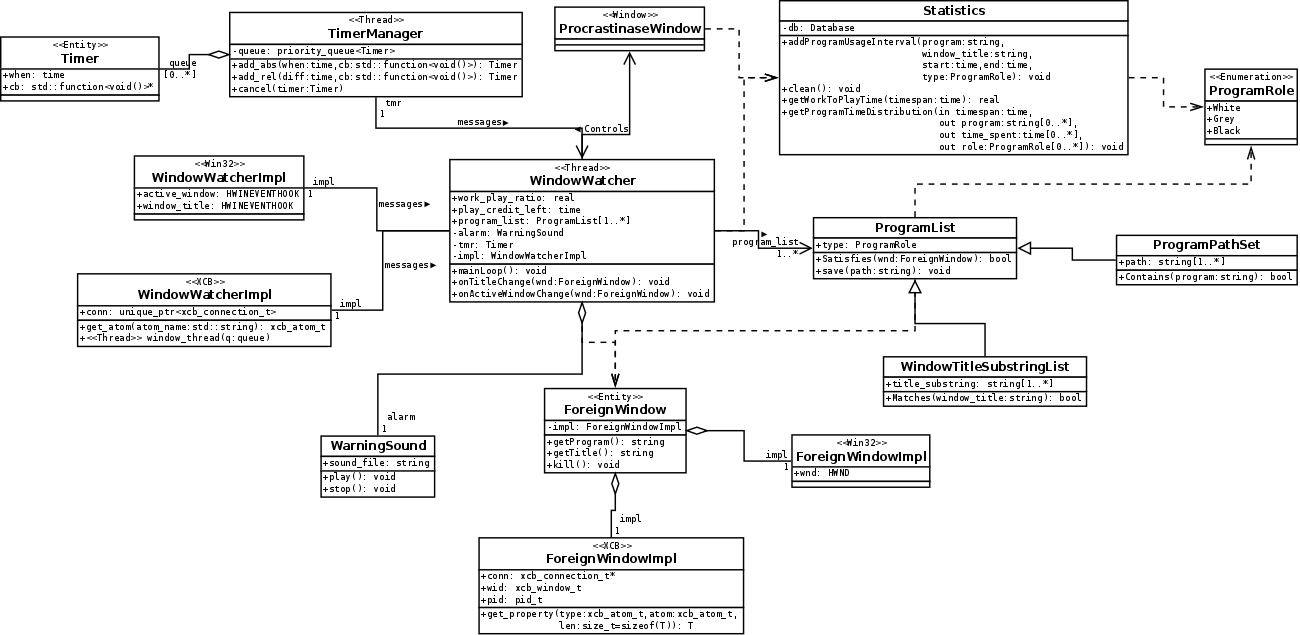 <<Entity>>
Timer
+when: time
+cb: std::function<void()>*
queue
[0..*]
<<Thread>>
TimerManager
-queue: priority_queue<Timer>
+add_abs(when:time,cb:std::function<void()>): Timer
+add_rel(diff:time,cb:std::function<void()>): Timer
+cancel(timer:Timer)
tmr
1
messages
Controls
<<Window>>
ProcrastinaseWindow
Statistics
-db: Database
+addProgramUsageInterval(program:string,
window_title:string,
start:time,end:time,
type:ProgramRole): void
+clean(): void
+getWorkToPlayTime(timespan:time): real
+getProgramTimeDistribution(in timespan:time,
out program:string[0..*],
out time_spent:time[0..*],
out role:ProgramRole[0..*]): void
<<Enumeration>>
ProgramRole
+White
+Grey
+Black
<<Win32>>
WindowWatcherImpl
+active_window: HWINEVENTHOOK
+window_title: HWINEVENTHOOK
impl
1
messages
<<XCB>>
WindowWatcherImpl
+conn: unique_ptr<xcb_connection_t>
+get_atom(atom_name:std::string): xcb_atom_t
+<<Thread>> window_thread(q:queue)
impl
1
messages
<<Thread>>
WindowWatcher
+work_play_ratio: real
+play_credit_left: time
+program_list: ProgramList[1..*]
-alarm: WarningSound
-tmr: Timer
-impl: WindowWatcherImpl
+mainLoop(): void
+onTitleChange(wnd:ForeignWindow): void
+onActiveWindowChange(wnd:ForeignWindow): void
program_list
1..*
ProgramList
+type: ProgramRole
+Satisfies(wnd:ForeignWindow): bool
+save(path:string): void
ProgramPathSet
+path: string[1..*]
+Contains(program:string): bool
WindowTitleSubstringList
+title_substring: string[1..*]
+Matches(window_title:string): bool
alarm
1
WarningSound
+sound_file: string
+play(): void
+stop(): void
<<Entity>>
ForeignWindow
-impl: ForeignWindowImpl
+getProgram(): string
+getTitle(): string
+kill(): void
impl
1
<<Win32>>
ForeignWindowImpl
+wnd: HWND
impl
1
<<XCB>>
ForeignWindowImpl
+conn: xcb_connection_t*
+wid: xcb_window_t
+pid: pid_t
+get_property(type:xcb_atom_t,atom:xcb_atom_t,
len:size_t=sizeof(T)): T